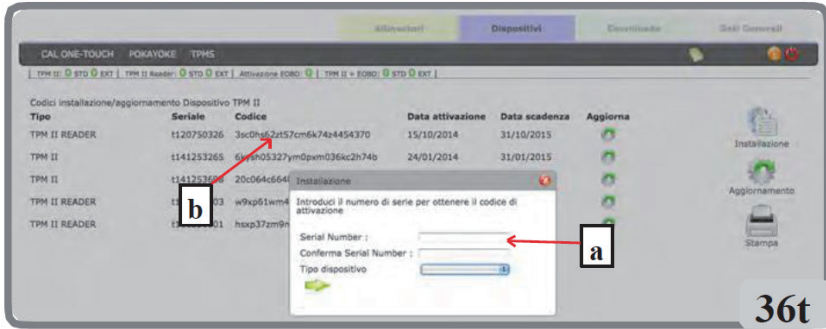 Allineatori Dispositivi Downloads Dati Generali
CAL ONE-TOUCH POKAYOKE TPMS
| TPM II: 0 STD 0 EXT | TPM II Reader: 0 STD 0 EXT | Attivazione EOBD: 0 | TPM II + EOBD: 0 STD 0 EXT |
Codici installazione/aggiornamento Dispositivo TPM II
Tipo Seriale Codice Data attivazione Data scadenza Aggiorna
TPM II READER t120750326 3sc0hs62zt57cm6k74z4454370 15/10/2014 31/10/2015
TPM II t141253265 24/01/2014 31/01/2015
TPM II 20c064c664
TPM II READER 03 w9xp61wm4
TPM II READER 01 hsxp37zm9n
Installazione
Aggiornamento
Stampa
Installazione
Introduci il numero di serie per ottenere il codice di
attivazione
Serial Number :
Conferma Serial Number :
Tipo dispositivo
b
a
36t